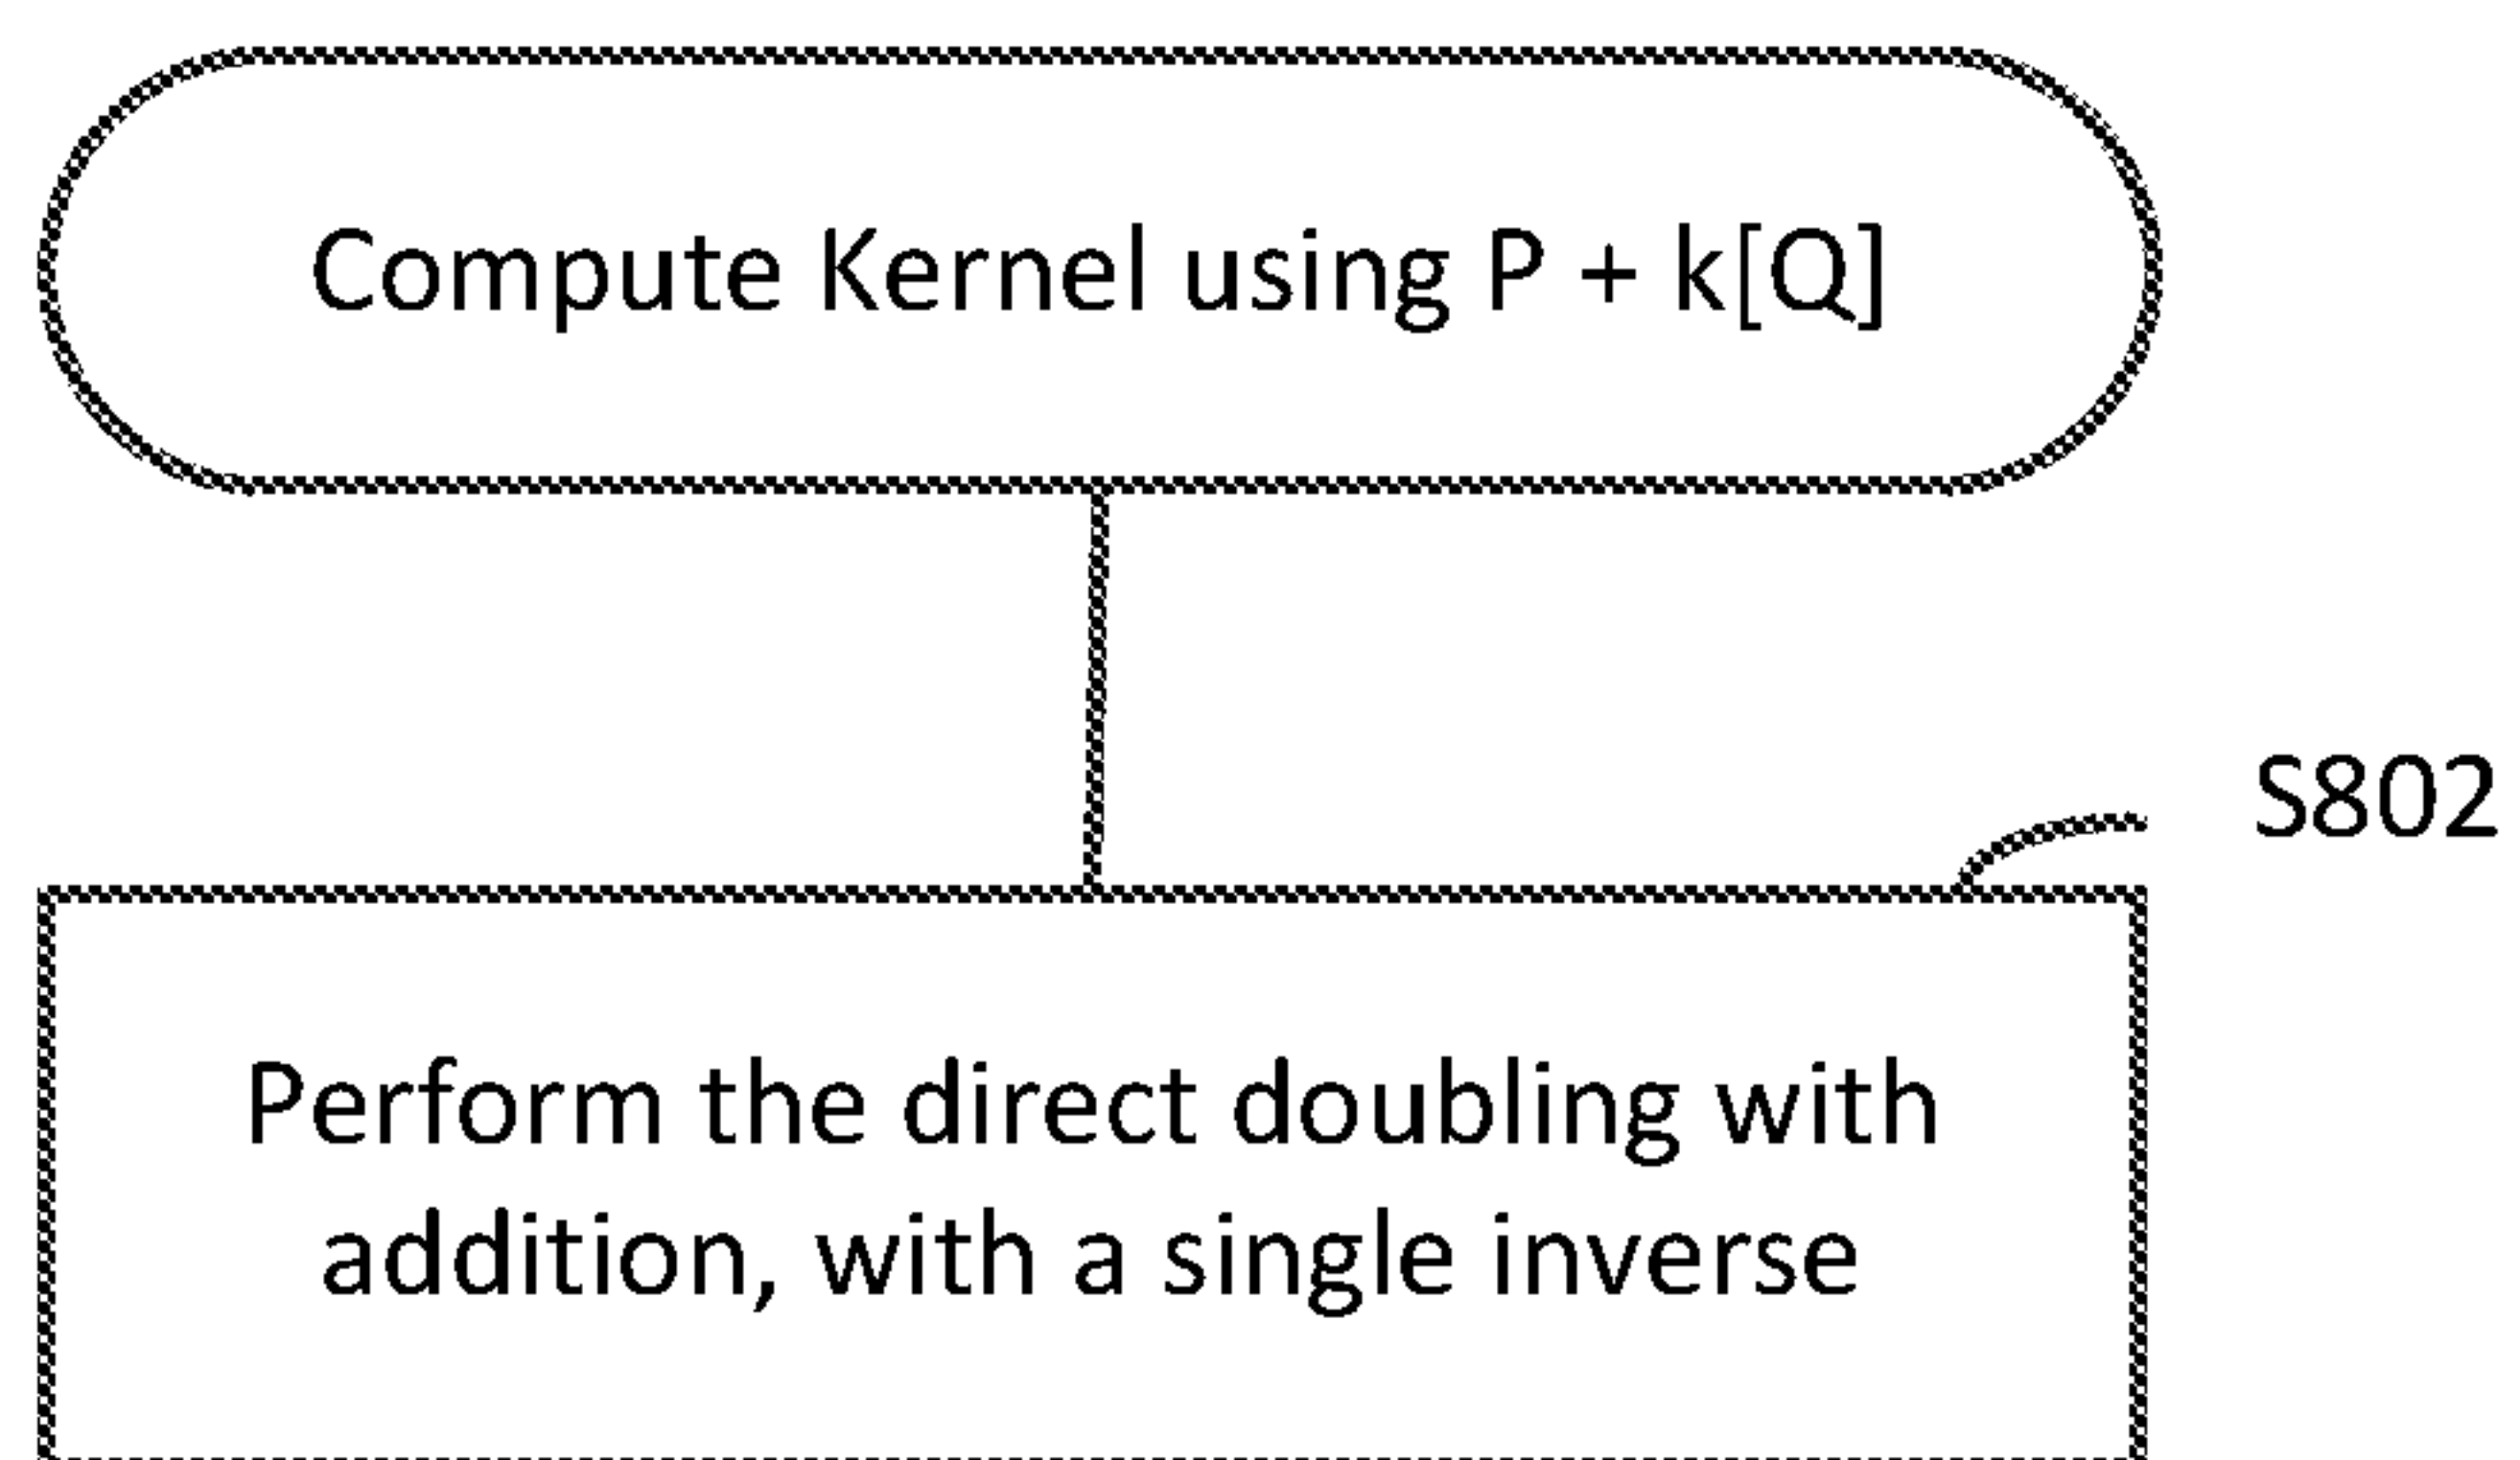 Compute Kernel using P + k[Q]
S802
Perform the direct doubling with
addition, with a single inverse